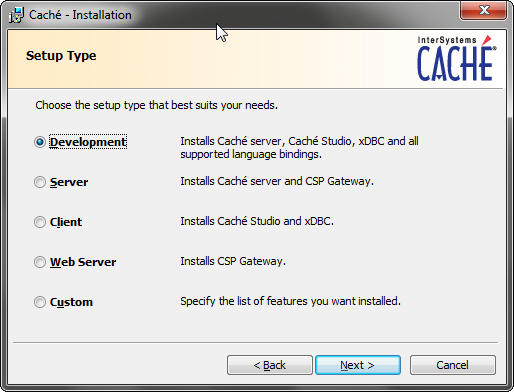 Caché - Installation
Setup Type
InterSystems
CACHÉ®
Choose the setup type that best suits your needs.
Development
Installs Caché server, Caché Studio, xDBC and all
supported language bindings.
Server
Installs Caché server and CSP Gateway.
Client
Installs Caché Studio and xDBC.
Web Server
Installs CSP Gateway.
Custom
Specify the list of features you want installed.
< Back
Next >
Cancel